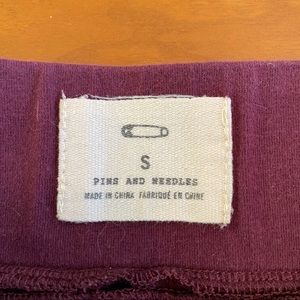 S
PINS AND NEEDLES
MADE IN CHINA FABRIQUÉ EN CHINE